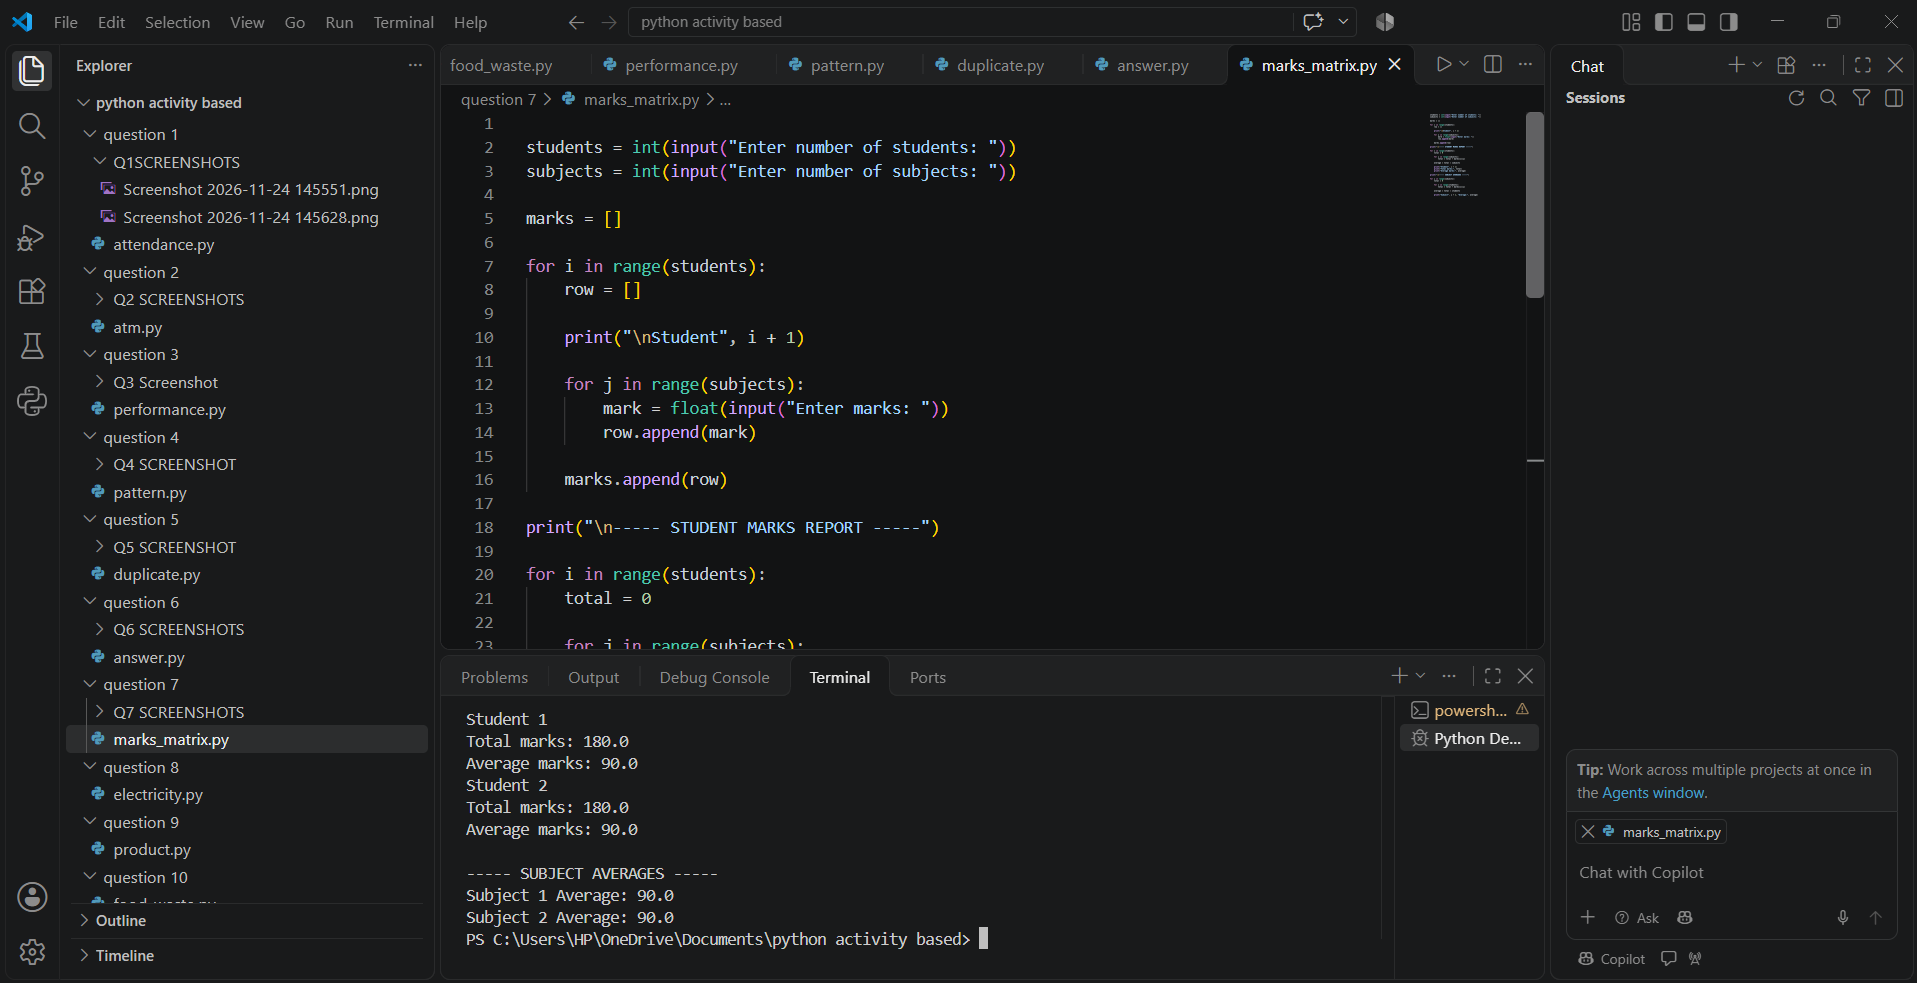 File Edit Selection View Go Run Terminal Help
python activity based
Explorer
python activity based
question 1
Q1SCREENSHOTS
Screenshot 2026-11-24 145551.png
Screenshot 2026-11-24 145628.png
attendance.py
question 2
Q2 SCREENSHOTS
atm.py
question 3
Q3 Screenshot
performance.py
question 4
Q4 SCREENSHOT
pattern.py
question 5
Q5 SCREENSHOT
duplicate.py
question 6
Q6 SCREENSHOTS
answer.py
question 7
Q7 SCREENSHOTS
marks_matrix.py
question 8
electricity.py
question 9
product.py
question 10
food_waste.py
Outline
Timeline
food_waste.py performance.py pattern.py duplicate.py answer.py marks_matrix.py
question 7 > marks_matrix.py > ...
1
2 students = int(input("Enter number of students: "))
3 subjects = int(input("Enter number of subjects: "))
4
5 marks = []
6
7 for i in range(students):
8     row = []
9
10     print("\nStudent", i + 1)
11
12     for j in range(subjects):
13         mark = float(input("Enter marks: "))
14         row.append(mark)
15
16     marks.append(row)
17
18 print("\n----- STUDENT MARKS REPORT -----")
19
20 for i in range(students):
21     total = 0
22
23     for j in range(subjects):
Problems Output Debug Console Terminal Ports
Student 1
Total marks: 180.0
Average marks: 90.0
Student 2
Total marks: 180.0
Average marks: 90.0
----- SUBJECT AVERAGES -----
Subject 1 Average: 90.0
Subject 2 Average: 90.0
PS C:\Users\HP\OneDrive\Documents\python activity based>
powersh...
Python De...
Chat
Sessions
Tip: Work across multiple projects at once in
the Agents window.
marks_matrix.py
Chat with Copilot
Ask
Copilot